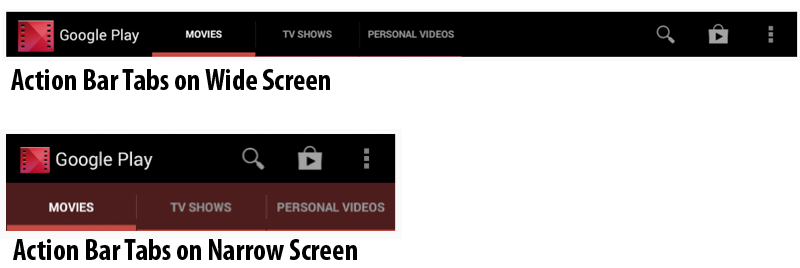 Google Play MOVIES TV SHOWS PERSONAL VIDEOS
Action Bar Tabs on Wide Screen
Google Play
MOVIES TV SHOWS PERSONAL VIDEOS
Action Bar Tabs on Narrow Screen